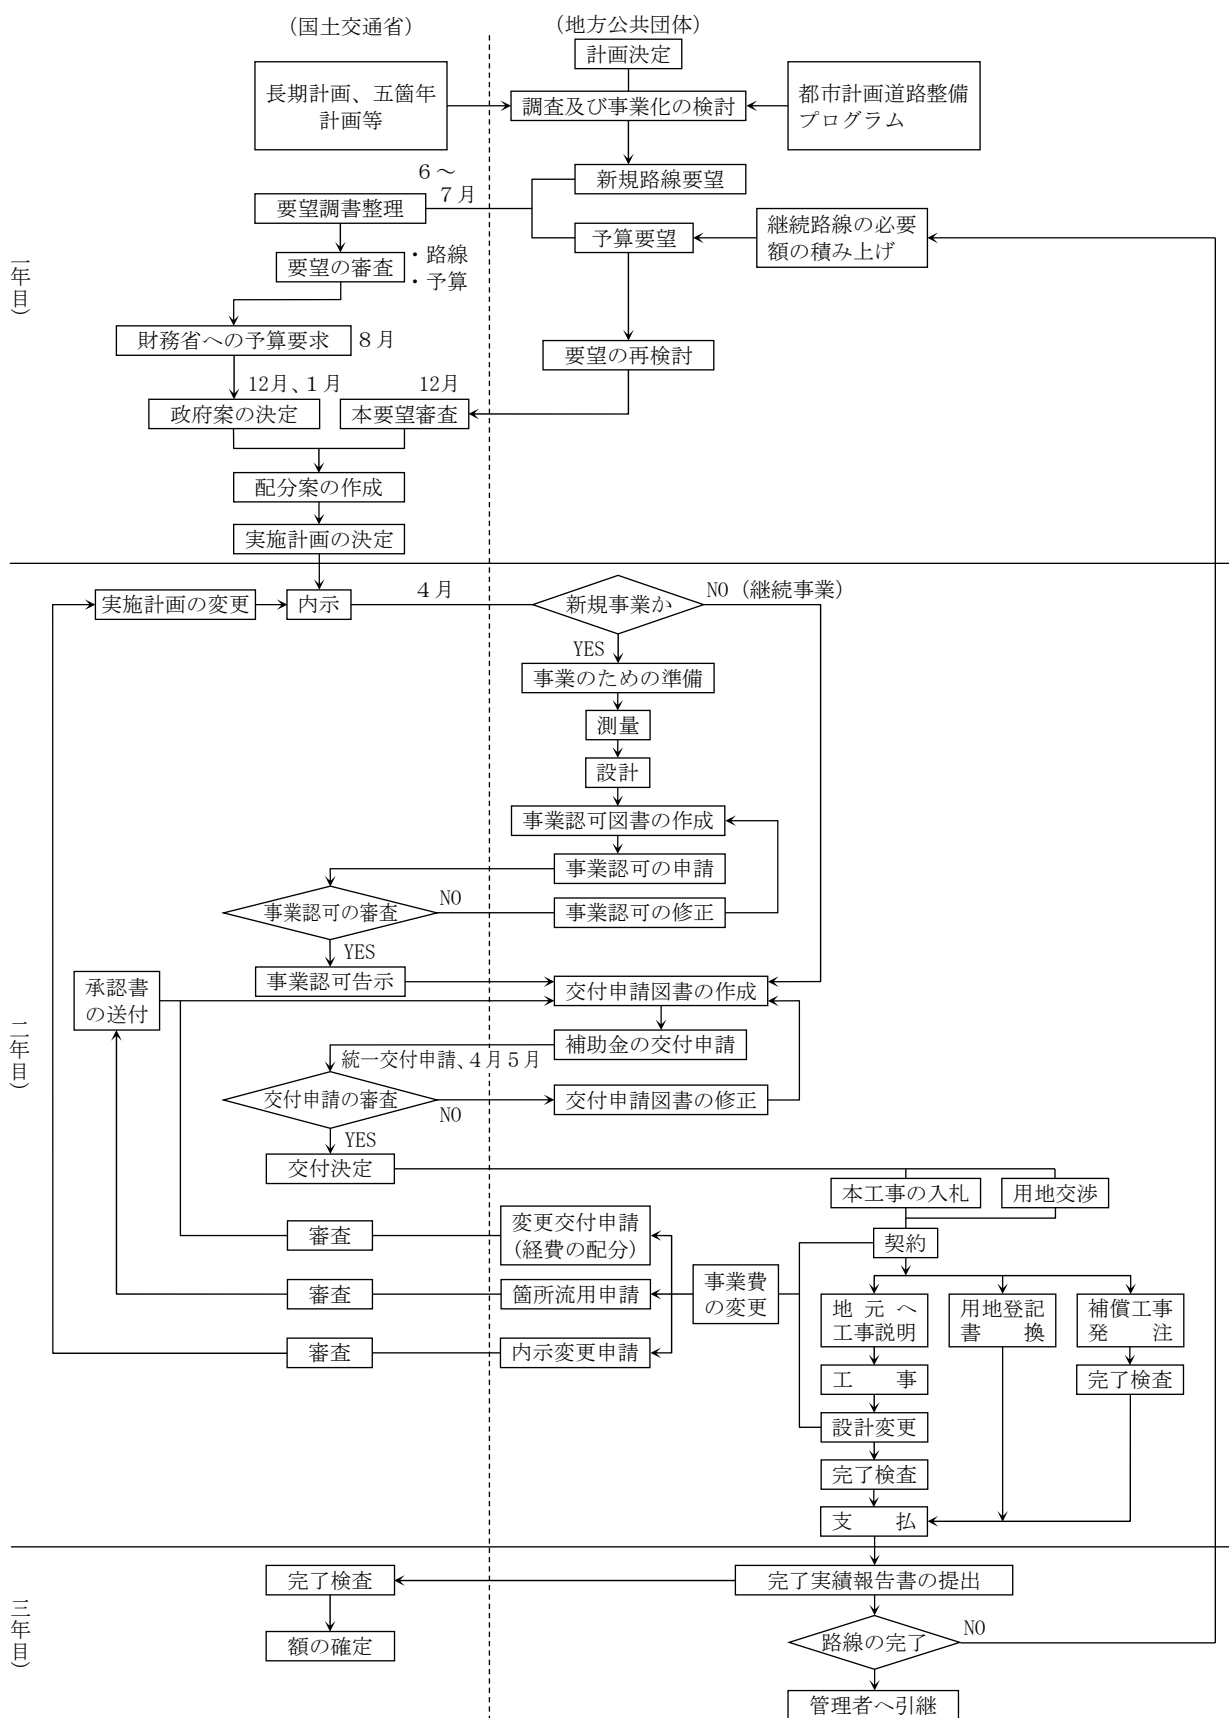 (国土交通省)
(地方公共団体)
計画決定
長期計画、五箇年
計画等
調査及び事業化の検討
都市計画道路整備
プログラム
新規路線要望
6～
7月
要望調書整理
予算要望
継続路線の必要
額の積み上げ
要望の審査
・路線
・予算
一年目)
財務省への予算要求
8月
要望の再検討
12月、1月
12月
政府案の決定
本要望審査
配分案の作成
実施計画の決定
実施計画の変更
内示
4月
新規事業か
NO (継続事業)
YES
事業のための準備
測量
設計
事業認可図書の作成
事業認可の申請
事業認可の審査
NO
事業認可の修正
YES
事業認可告示
承認書
の送付
交付申請図書の作成
二年目)
補助金の交付申請
統一交付申請、4月5月
交付申請の審査
NO
交付申請図書の修正
YES
交付決定
本工事の入札
用地交渉
審査
変更交付申請
(経費の配分)
契約
審査
箇所流用申請
事業費
の変更
地元へ
工事説明
用地登記
書換
補償工事
発注
審査
内示変更申請
工事
完了検査
設計変更
完了検査
支払
完了検査
完了実績報告書の提出
三年目)
額の確定
路線の完了
NO
管理者へ引継